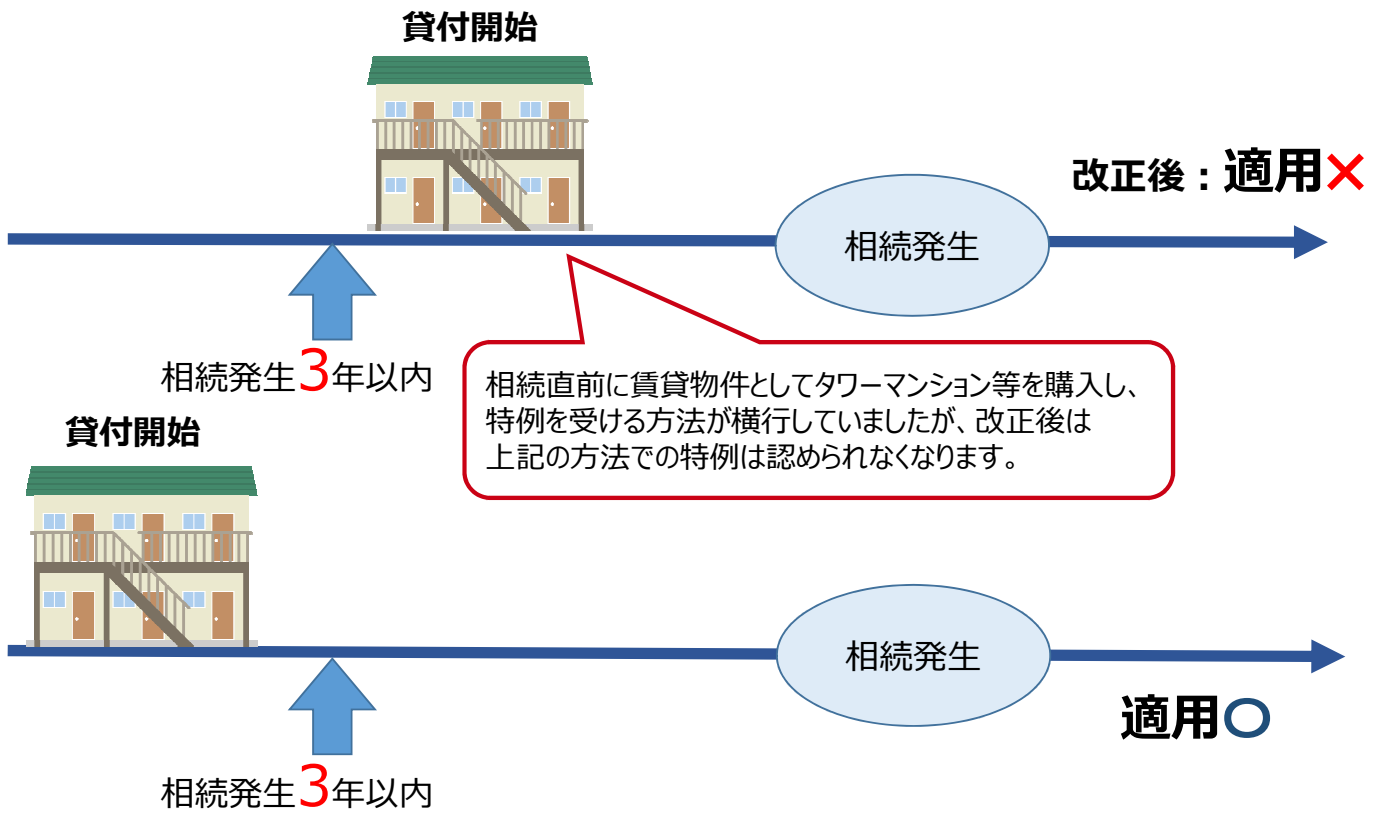 貸付開始
改正後：適用×
相続発生
相続発生3年以内
相続直前に賃貸物件としてタワーマンション等を購入し、
特例を受ける方法が横行していましたが、改正後は
上記の方法での特例は認められなくなります。
貸付開始
相続発生
適用○
相続発生3年以内